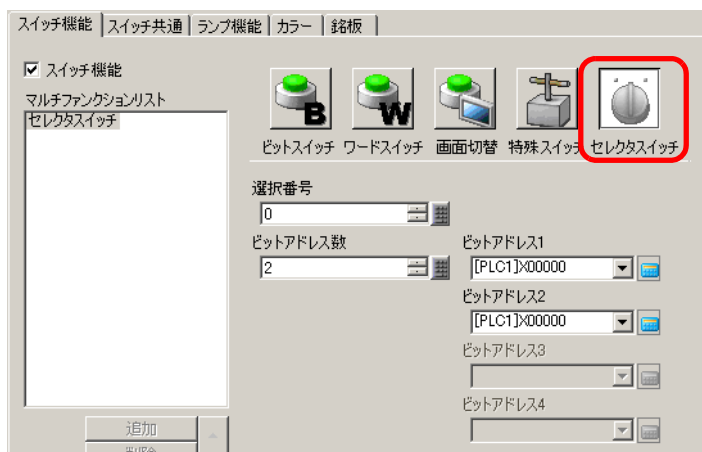 スイッチ機能 スイッチ共通 ランプ機能 カラー 銘板
スイッチ機能
マルチファンクションリスト
セレクタスイッチ
B
W
ビットスイッチ ワードスイッチ 画面切替 特殊スイッチ セレクタスイッチ
選択番号
0
ビットアドレス数
2
ビットアドレス1
[PLC1]X00000
ビットアドレス2
[PLC1]X00000
ビットアドレス3
ビットアドレス4
追加
削除